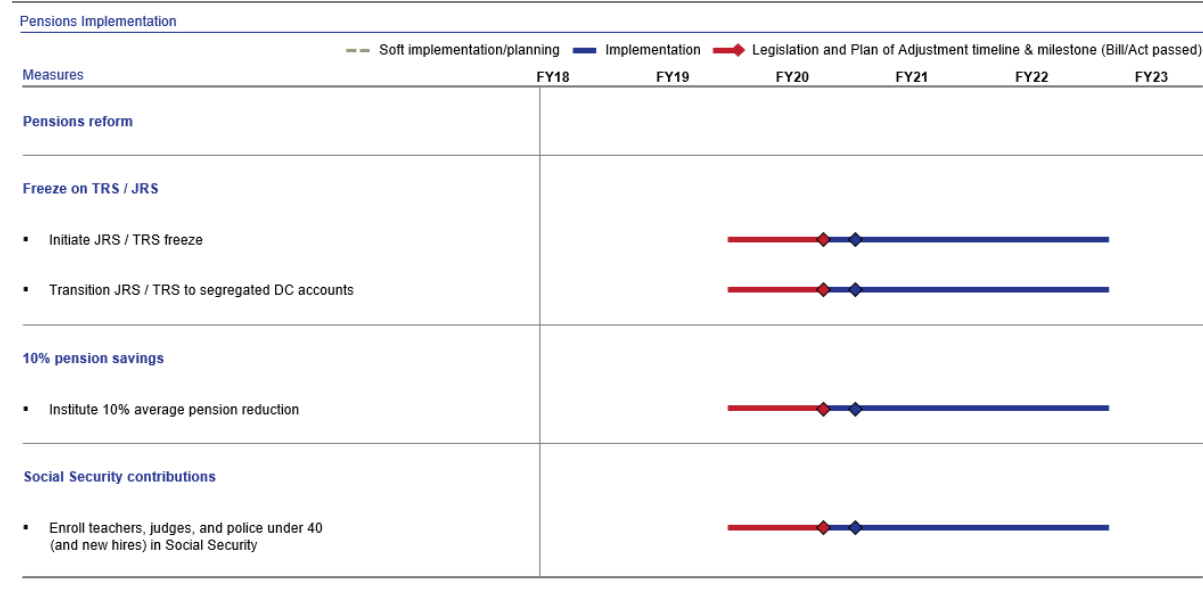 Pensions Implementation
Soft implementation/planning Implementation Legislation and Plan of Adjustment timeline & milestone (Bill/Act passed)
Measures FY18 FY19 FY20 FY21 FY22 FY23
Pensions reform
Freeze on TRS / JRS
▪ Initiate JRS / TRS freeze
▪ Transition JRS / TRS to segregated DC accounts
10% pension savings
▪ Institute 10% average pension reduction
Social Security contributions
▪ Enroll teachers, judges, and police under 40
(and new hires) in Social Security